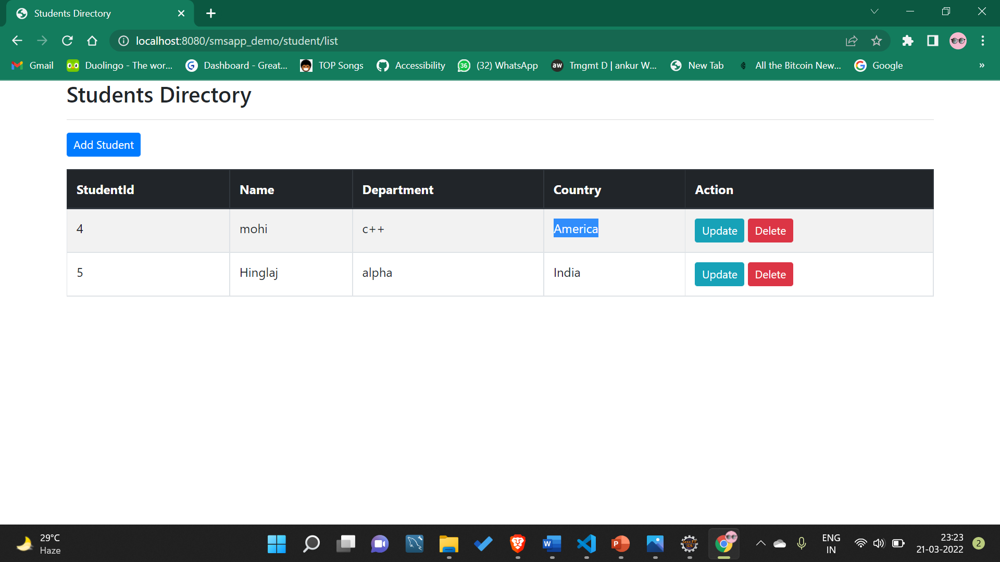 Students Directory
localhost:8080/smsapp_demo/student/list
Gmail Duolingo - The wor... Dashboard - Great... TOP Songs Accessibility 36 (32) WhatsApp aw Tmgmt D | ankur W... New Tab All the Bitcoin New... Google »
Students Directory
Add Student
StudentId Name Department Country Action
4 mohi c++ America Update Delete
5 Hinglaj alpha India Update Delete
29°C
Haze
ENG
IN
23:23
21-03-2022
2